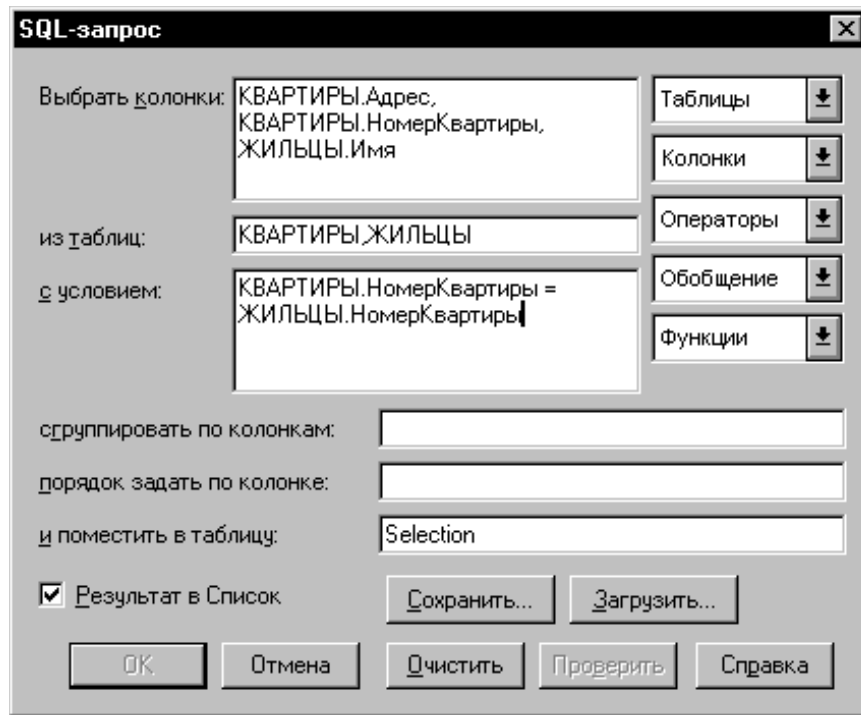 SQL-запрос
Выбрать колонки:
КВАРТИРЫ.Адрес,
КВАРТИРЫ.НомерКвартиры,
ЖИЛЬЦЫ.Имя
Таблицы
Колонки
из таблиц:
КВАРТИРЫ,ЖИЛЬЦЫ
Операторы
с условием:
КВАРТИРЫ.НомерКвартиры =
ЖИЛЬЦЫ.НомерКвартиры
Обобщение
Функции
сгруппировать по колонкам:
порядок задать по колонке:
и поместить в таблицу:
Selection
Результат в Список
Сохранить...
Загрузить...
OK
Отмена
Очистить
Проверить
Справка